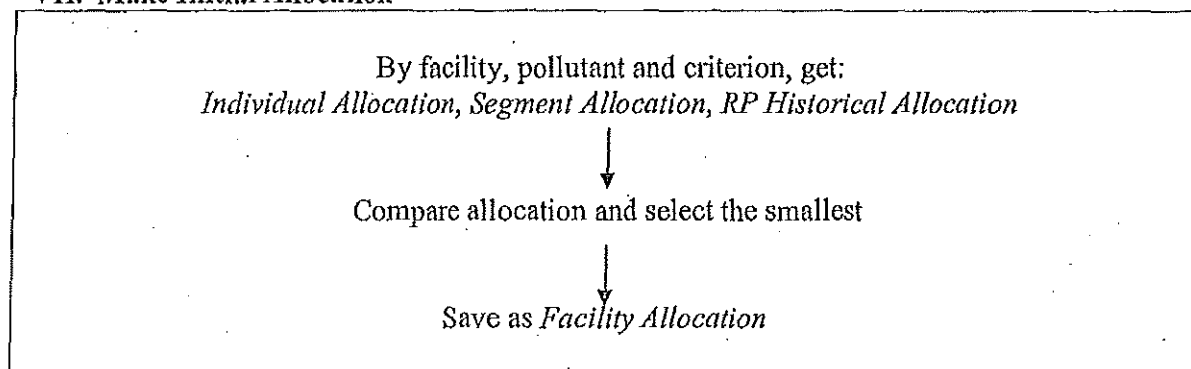 By facility, pollutant and criterion, get:
Individual Allocation, Segment Allocation, RP Historical Allocation
Compare allocation and select the smallest
Save as Facility Allocation